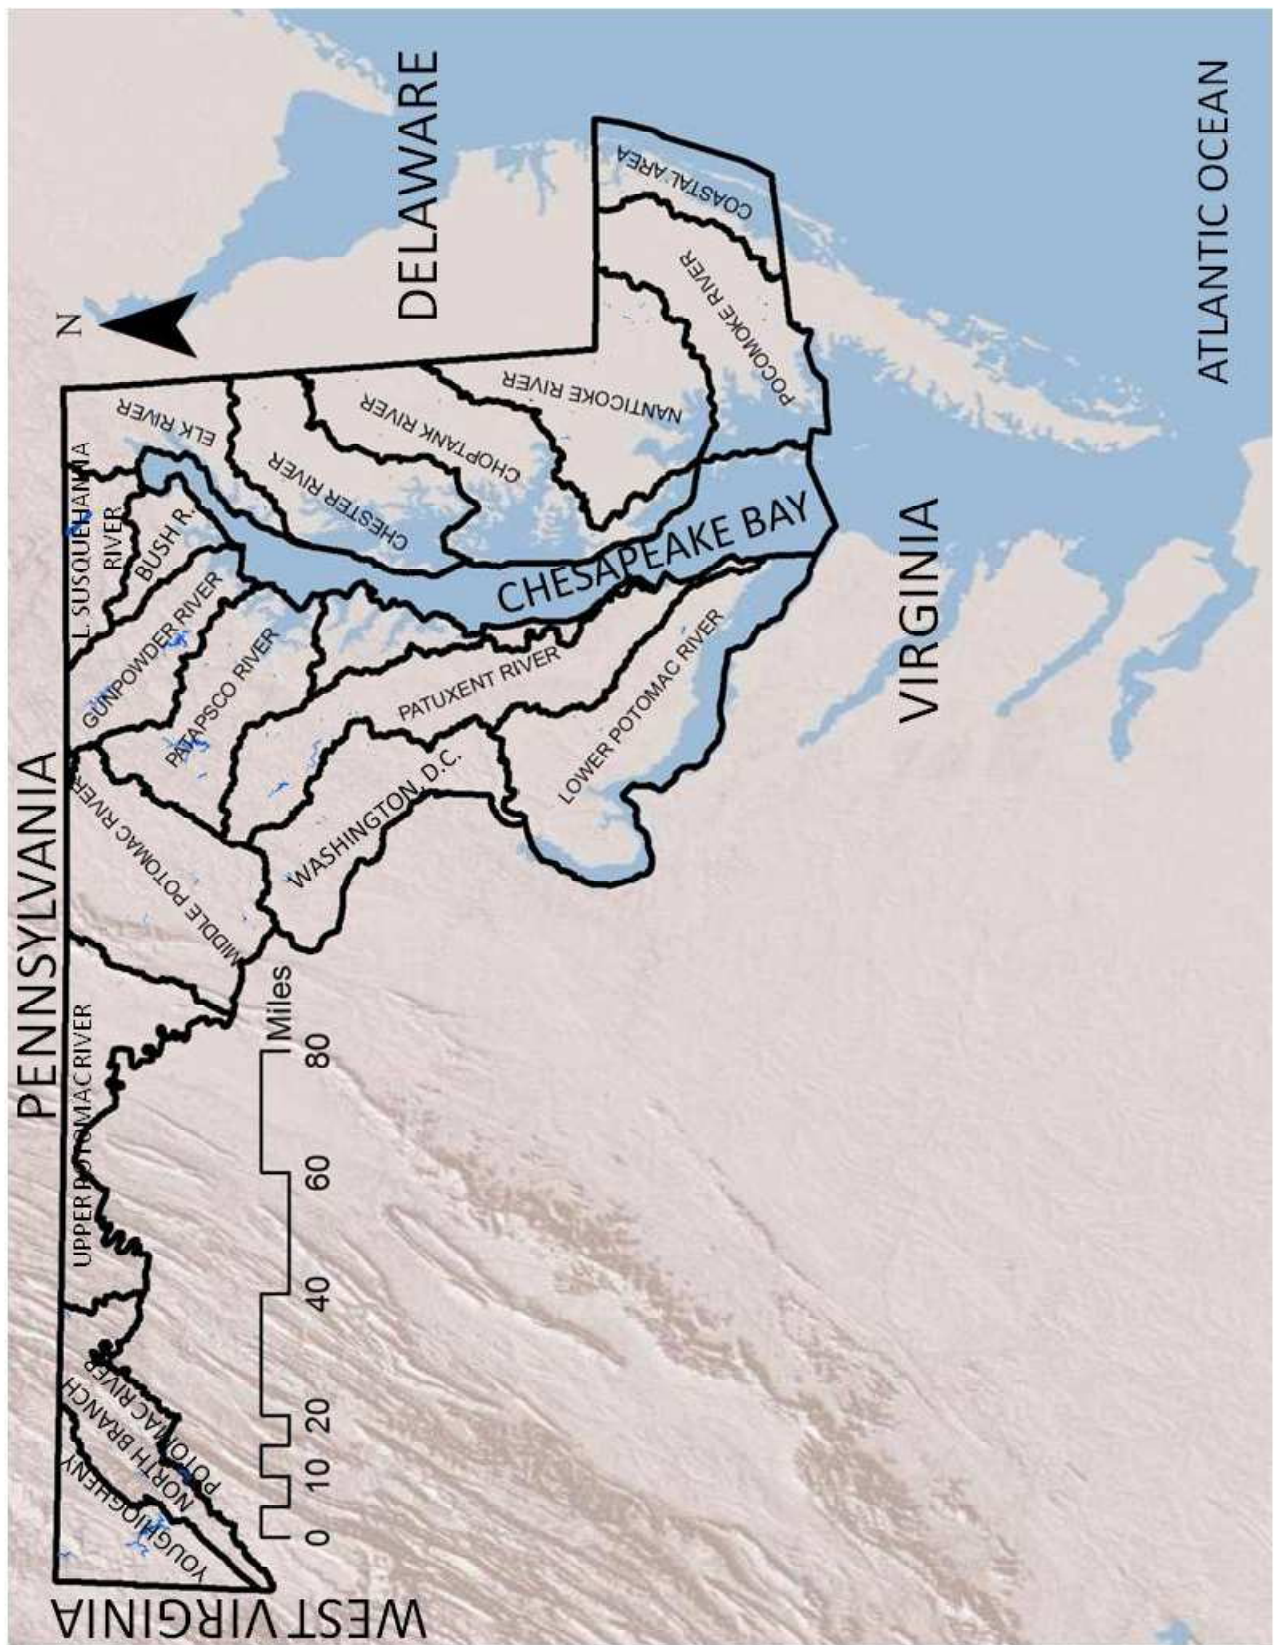 PENNSYLVANIA
WEST VIRGINIA
DELAWARE
VIRGINIA
ATLANTIC OCEAN
N
YOUGHIOGHENY
NORTH BRANCH
POTOMAC RIVER
UPPER POTOMAC RIVER
MIDDLE POTOMAC RIVER
WASHINGTON, D.C.
LOWER POTOMAC RIVER
PATUXENT RIVER
PATAPSCO RIVER
GUNPOWDER RIVER
BUSH R.
L. SUSQUEHANNA
RIVER
ELK RIVER
CHESTER RIVER
CHOPTANK RIVER
NANTICOKE RIVER
POCOMOKE RIVER
COASTAL AREA
CHESAPEAKE BAY
0 10 20 40 60 80
Miles